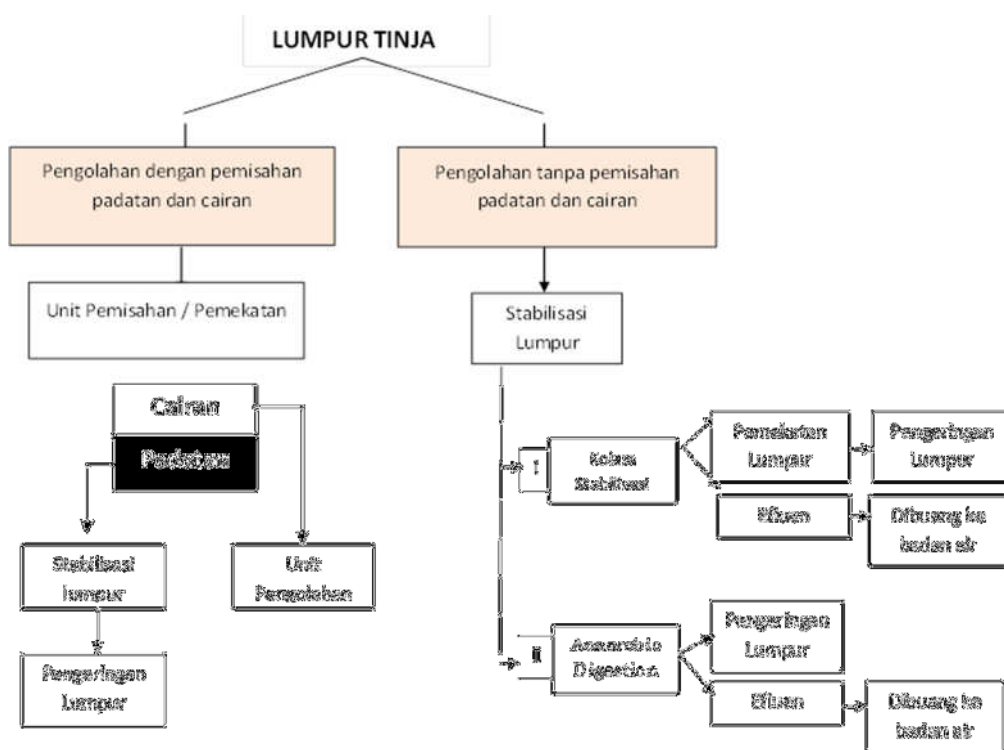 LUMPUR TINJA
Pengolahan dengan pemisahan
padatan dan cairan
Pengolahan tanpa pemisahan
padatan dan cairan
Unit Pemisahan / Pemekatan
Stabilisasi
Lumpur
Cairan
Padatan
Stabilisasi
lumpur
Unit
Pengolahan
Pengeringan
Lumpur
I
Kolam
Stabilisasi
Pemekatan
Lumpur
Pengeringan
Lumpur
Efluen
Dibuang ke
badan air
II
Anaerobic
Digestion
Pengeringan
Lumpur
Efluen
Dibuang ke
badan air